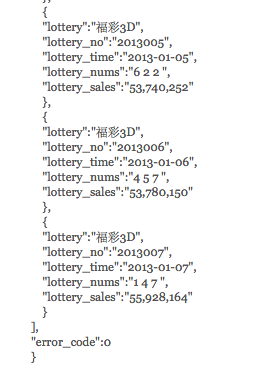 },
{
"lottery":"福彩3D",
"lottery_no":"2013005",
"lottery_time":"2013-01-05",
"lottery_nums":"6 2 2 ",
"lottery_sales":"53,740,252"
},
{
"lottery":"福彩3D",
"lottery_no":"2013006",
"lottery_time":"2013-01-06",
"lottery_nums":"4 5 7 ",
"lottery_sales":"53,780,150"
},
{
"lottery":"福彩3D",
"lottery_no":"2013007",
"lottery_time":"2013-01-07",
"lottery_nums":"1 4 7 ",
"lottery_sales":"55,928,164"
}
],
"error_code":0
}